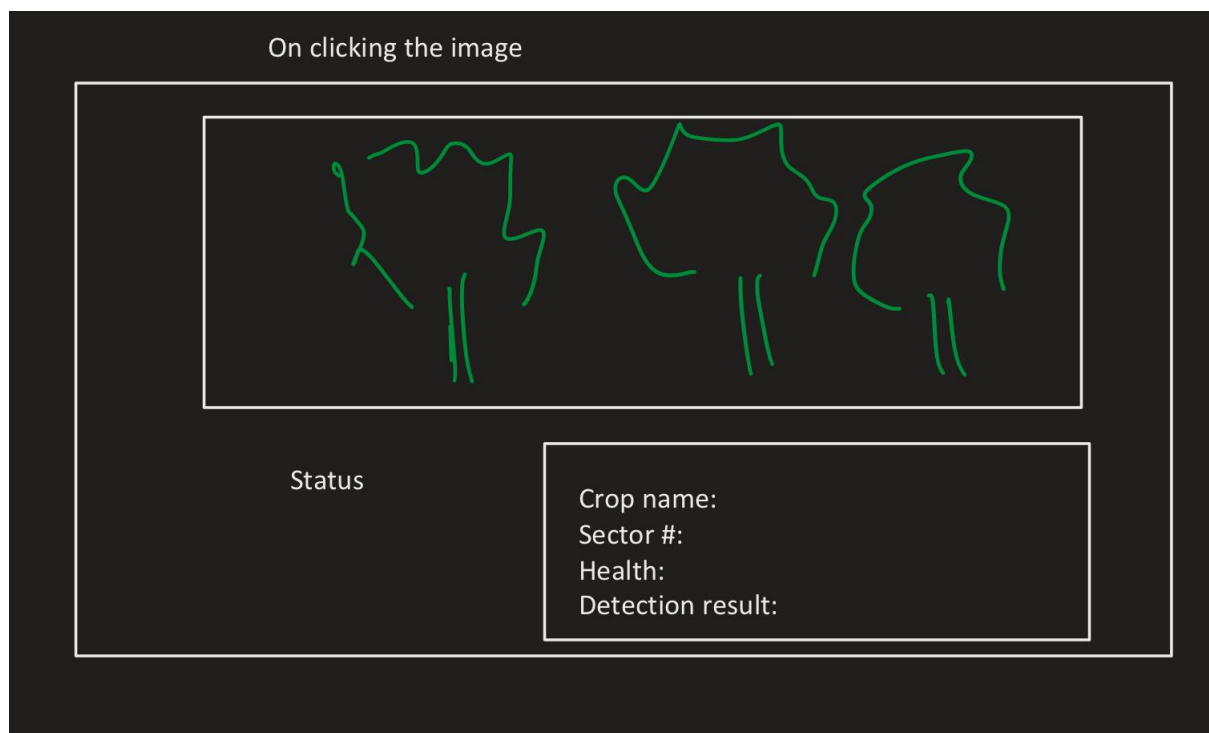 On clicking the image
Status
Crop name:
Sector #:
Health:
Detection result: